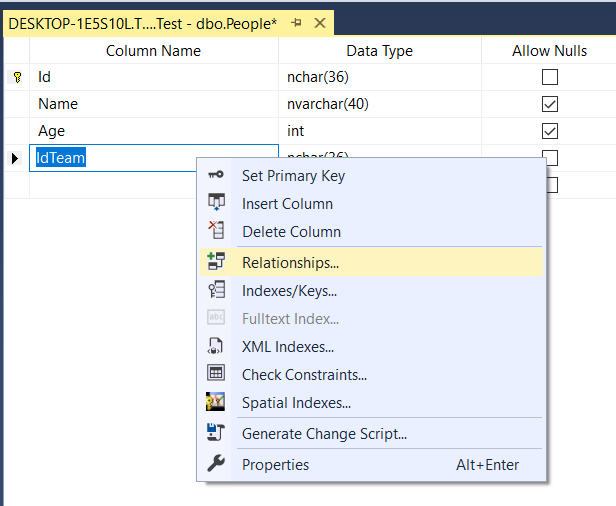 DESKTOP-1E5S10L.T....Test - dbo.People*
Column Name Data Type Allow Nulls
Id nchar(36)
Name nvarchar(40)
Age int
IdTeam nchar(36)
Set Primary Key
Insert Column
Delete Column
Relationships...
Indexes/Keys...
Fulltext Index...
XML Indexes...
Check Constraints...
Spatial Indexes...
Generate Change Script...
Properties Alt+Enter